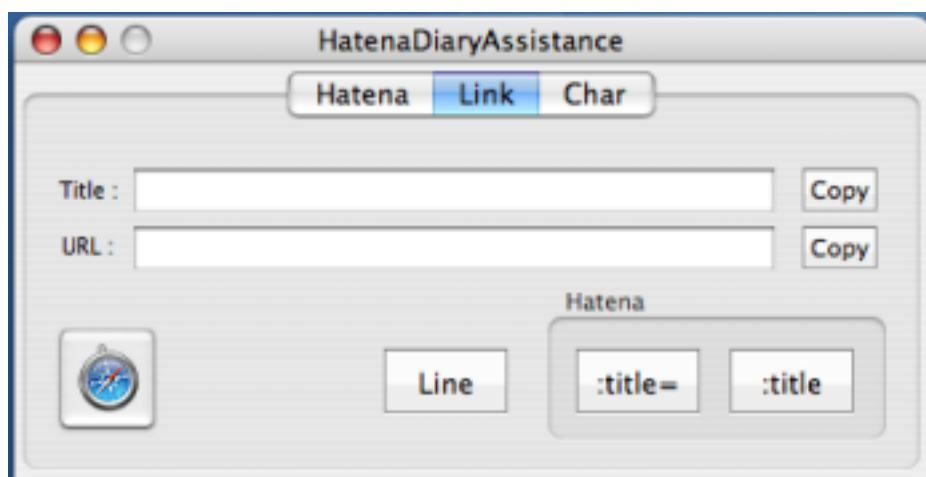 HatenaDiaryAssistance
Hatena Link Char
Title : Copy
URL : Copy
Hatena
Line :title= :title